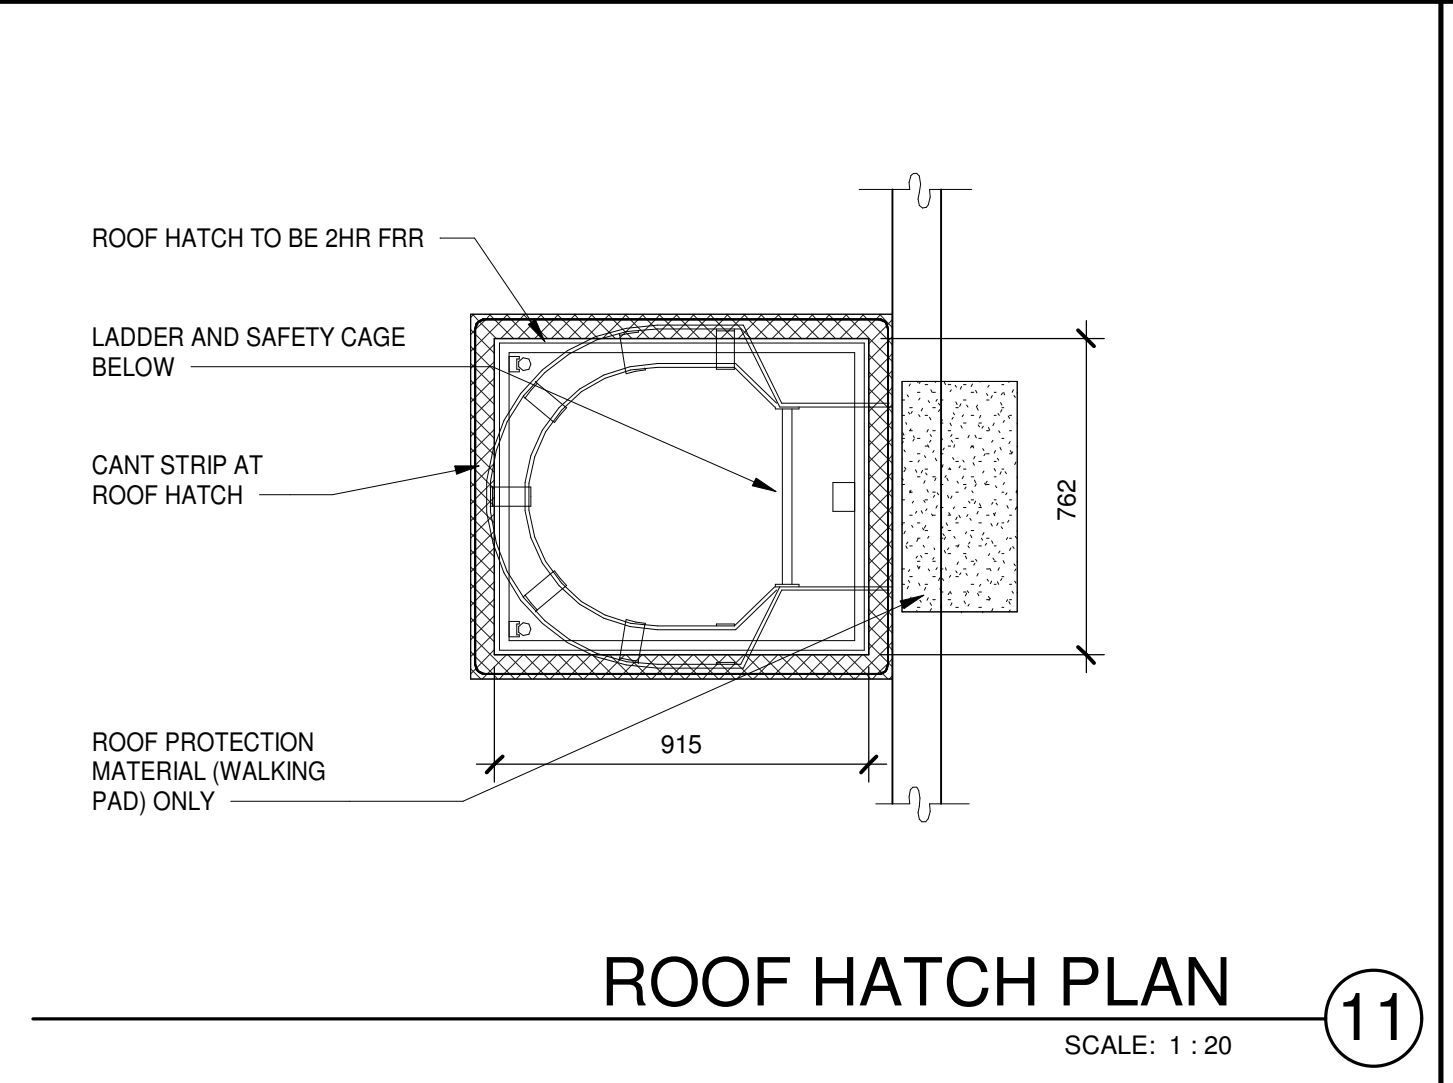 ROOF HATCH TO BE 2HR FRR
LADDER AND SAFETY CAGE
BELOW
CANT STRIP AT
ROOF HATCH
762
915
ROOF PROTECTION
MATERIAL (WALKING
PAD) ONLY
ROOF HATCH PLAN
11
SCALE: 1 : 20